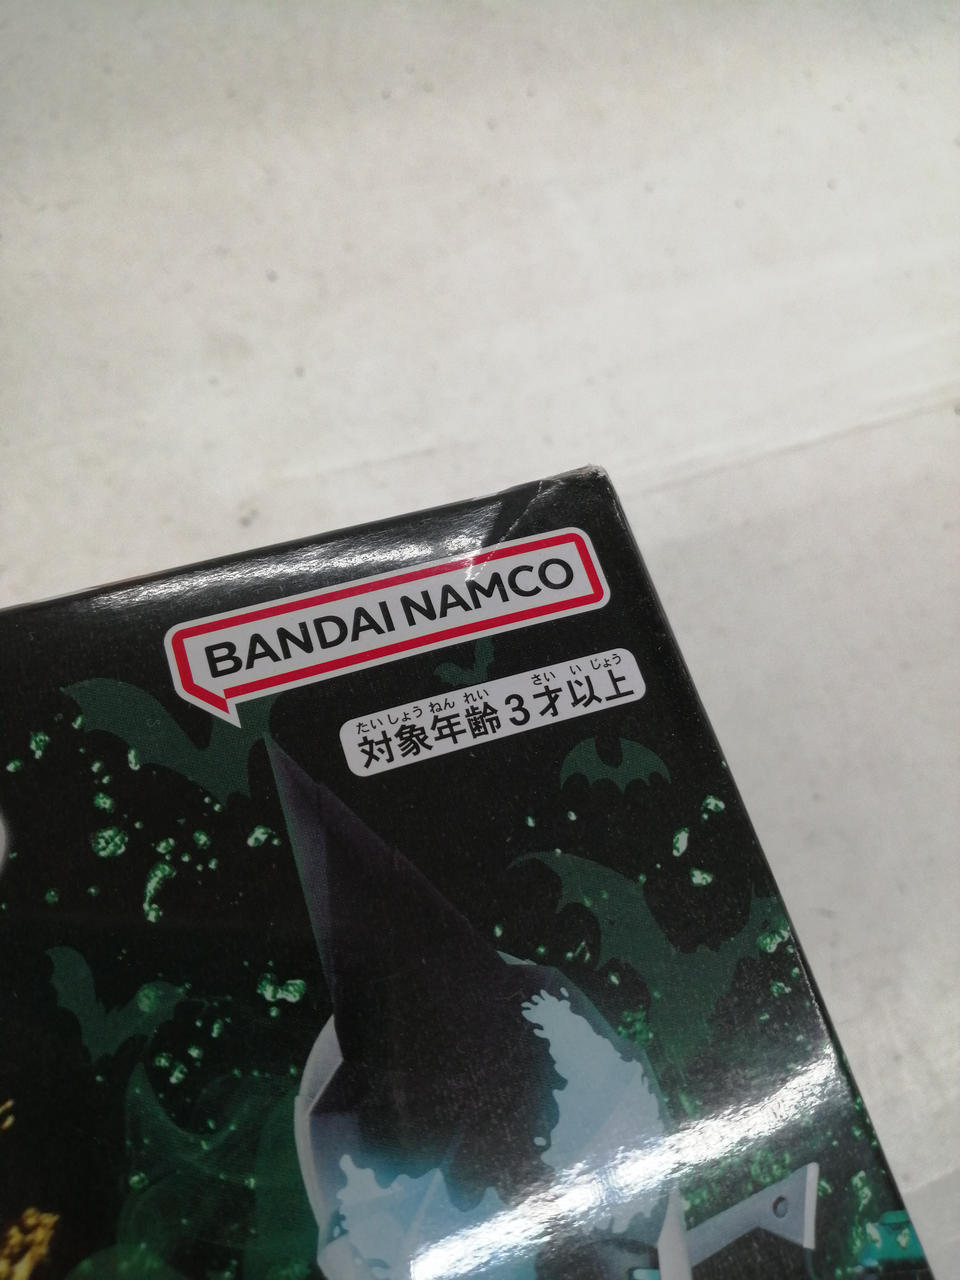 BANDAI NAMCO
たいしょう ねん れい さい い じょう
対象年齢3才以上